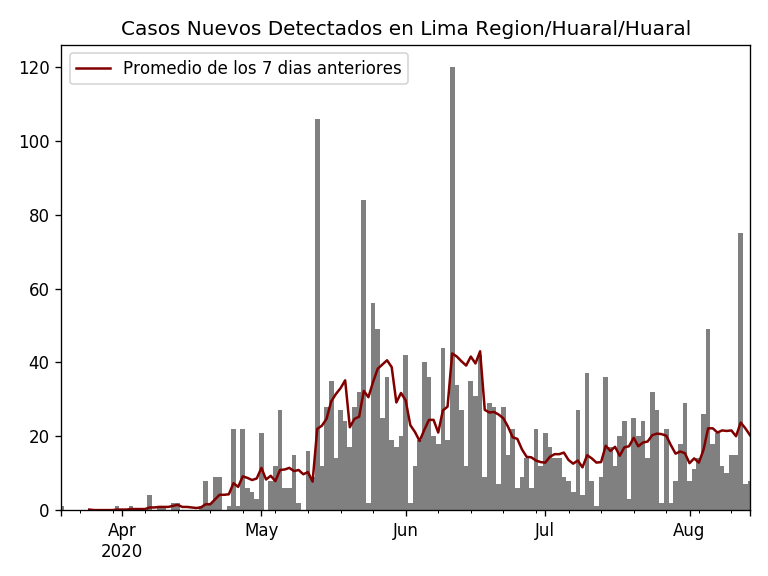 Casos Nuevos Detectados en Lima Region/Huaral/Huaral
Promedio de los 7 dias anteriores
120
100
80
60
40
20
0
Apr
2020
May
Jun
Jul
Aug